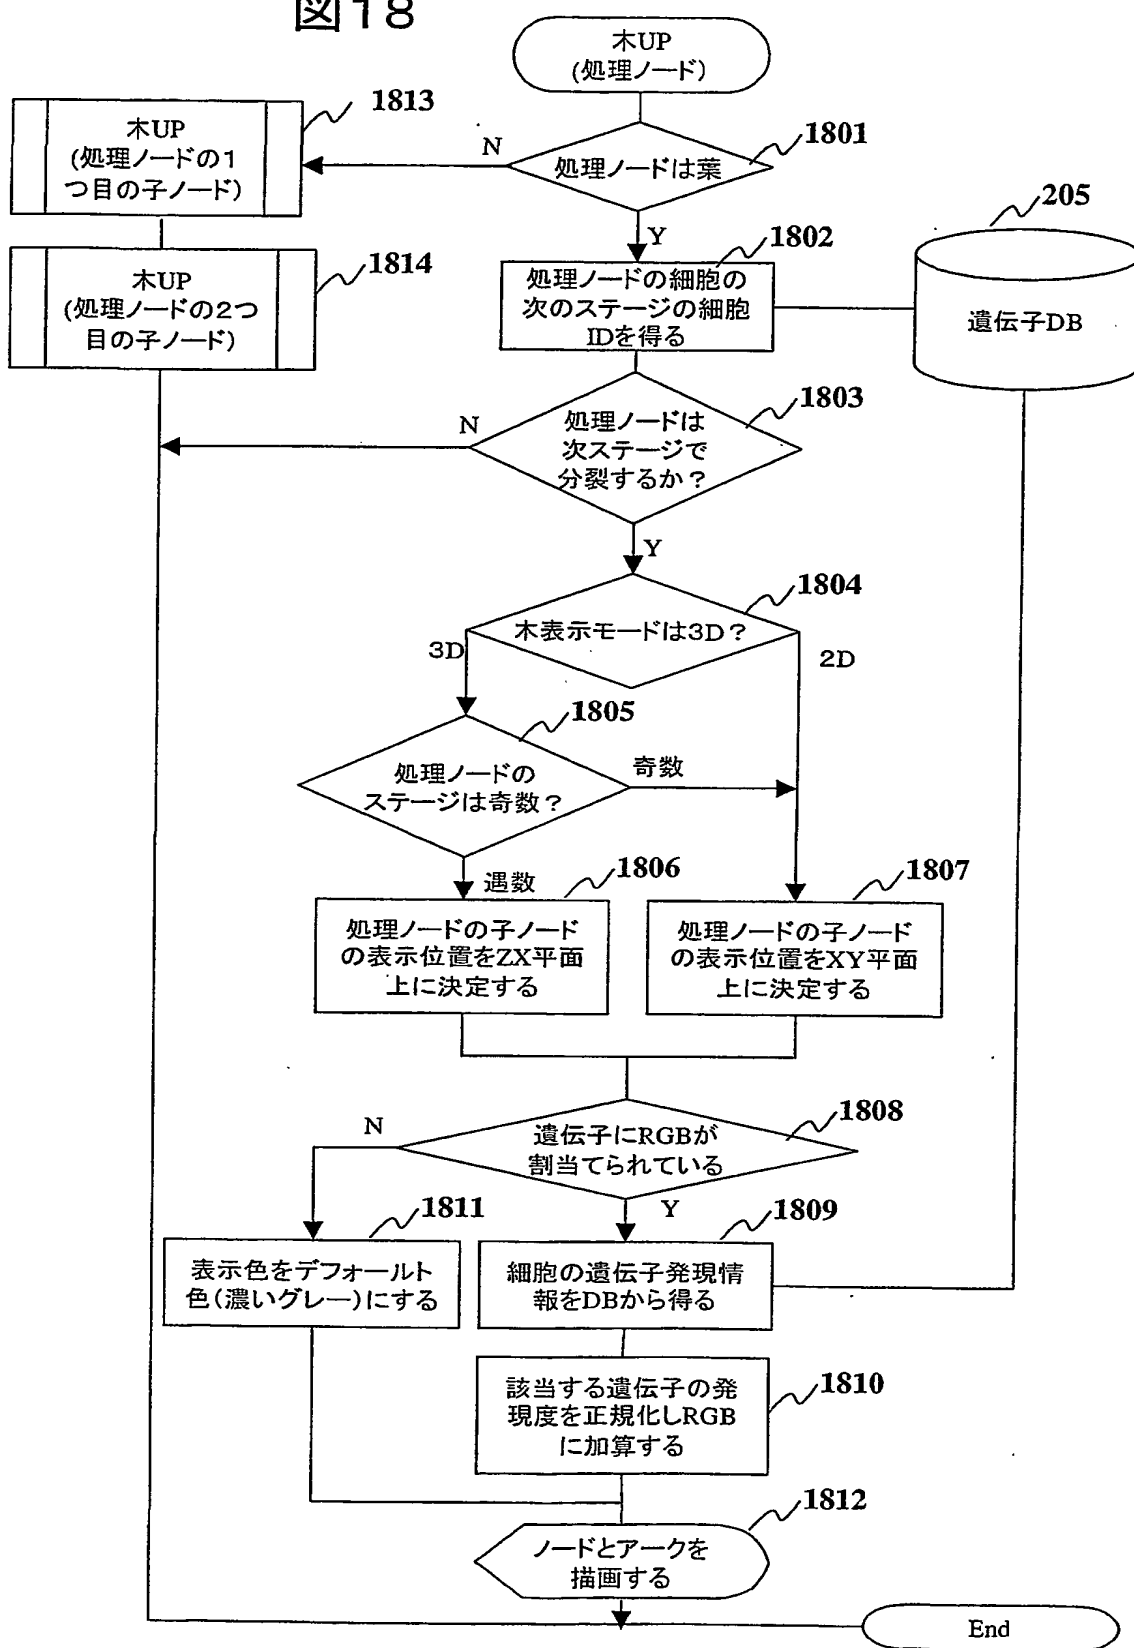 図18
木UP
(処理ノード)
1813
木UP
(処理ノードの1
つ目の子ノード)
N
1801
処理ノードは葉
205
Y
1802
1814
木UP
(処理ノードの2つ
目の子ノード)
処理ノードの細胞の
次のステージの細胞
IDを得る
遺伝子DB
1803
N
処理ノードは
次ステージで
分裂するか？
Y
1804
木表示モードは3D？
3D
2D
1805
奇数
処理ノードの
ステージは奇数？
遇数
1806
1807
処理ノードの子ノード
の表示位置をZX平面
上に決定する
処理ノードの子ノード
の表示位置をXY平面
上に決定する
1808
N
遺伝子にRGBが
割当てられている
Y
1811
1809
表示色をデフォールト
色(濃いグレー)にする
細胞の遺伝子発現情
報をDBから得る
1810
該当する遺伝子の発
現度を正規化しRGB
に加算する
1812
ノードとアークを
描画する
End